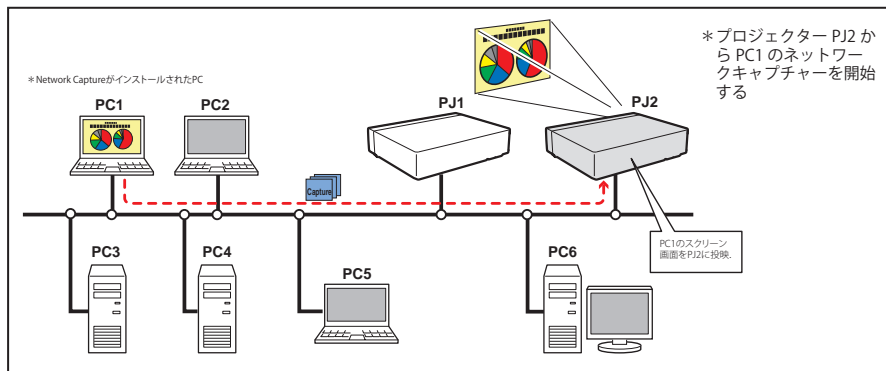 ＊Network CaptureがインストールされたPC
＊プロジェクター PJ2 か
ら PC1 のネットワー
クキャプチャーを開始
する
PC1
PC2
PJ1
PJ2
Capture
PC1のスクリーン
画面をPJ2に投映.
PC3
PC4
PC5
PC6